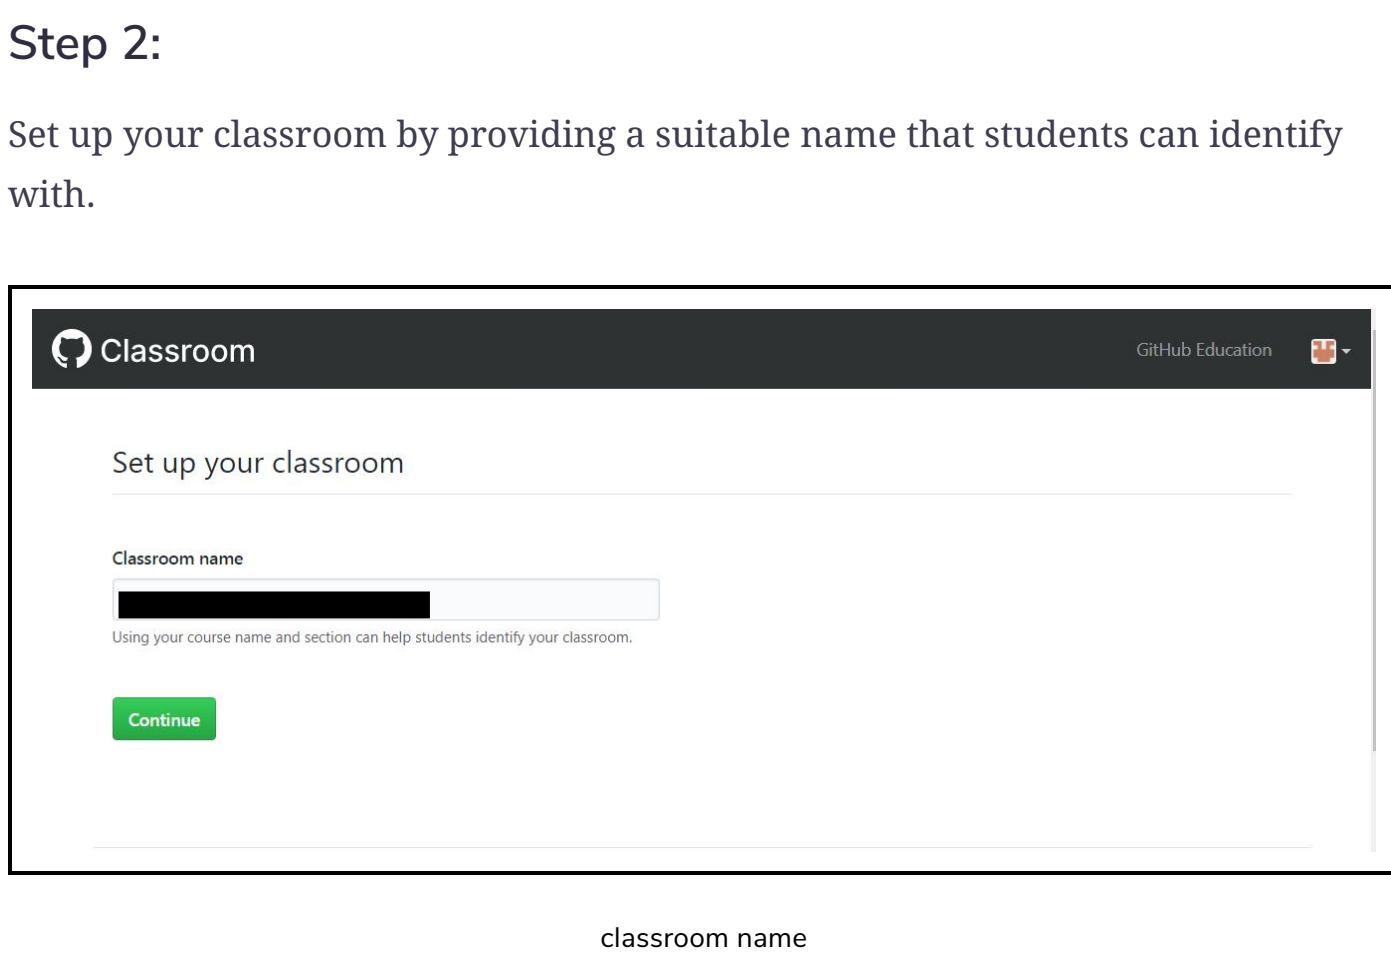 Step 2:
Set up your classroom by providing a suitable name that students can identify
with.
Classroom
GitHub Education
Set up your classroom
Classroom name
Using your course name and section can help students identify your classroom.
Continue
classroom name